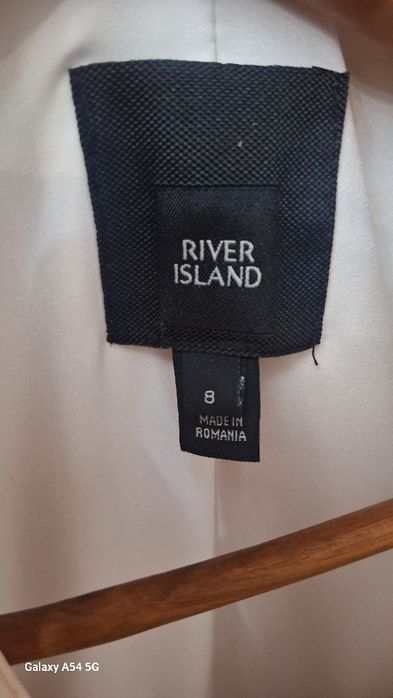 RIVER
ISLAND
8
MADE IN
ROMANIA
Galaxy A54 5G